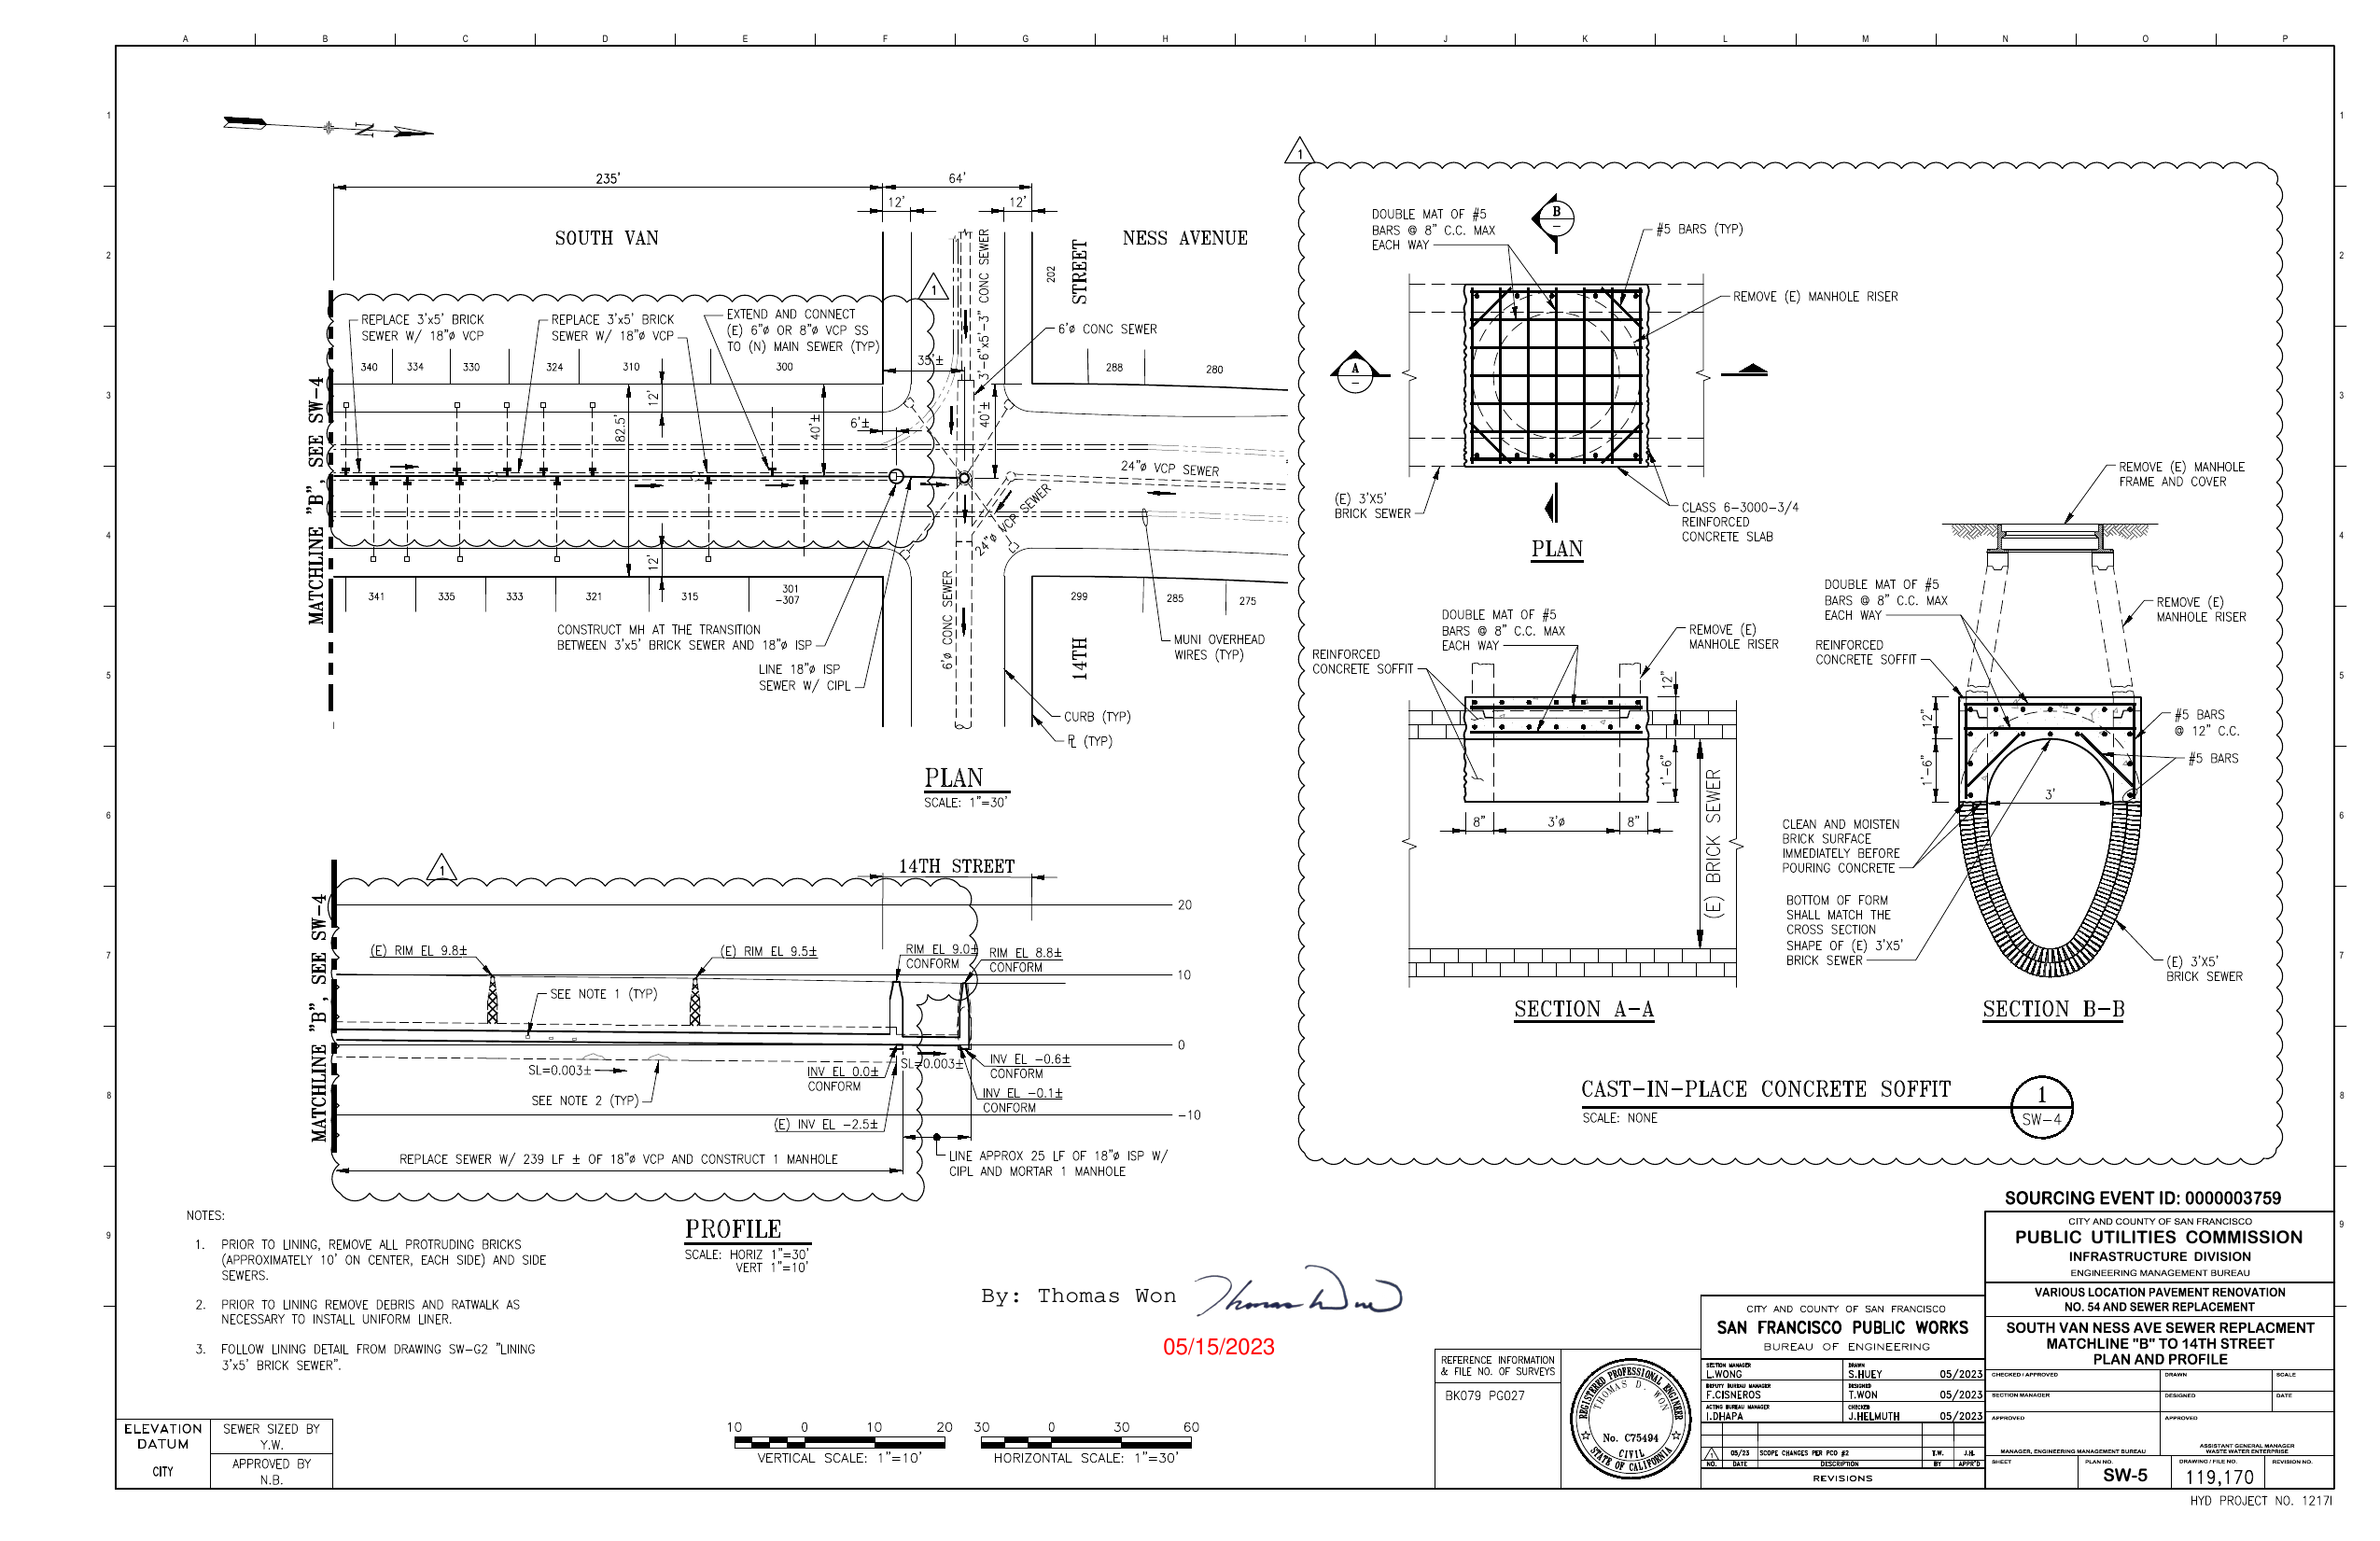 A B C D E F G H I J K L M N O P
1
2
3
4
5
6
7
8
9
N
235'
64'
12'
12'
SOUTH VAN
NESS AVENUE
STREET
202
3'-6"x5'-3" CONC SEWER
REPLACE 3'x5' BRICK
SEWER W/ 18"ø VCP
REPLACE 3'x5' BRICK
SEWER W/ 18"ø VCP
EXTEND AND CONNECT
(E) 6"ø OR 8"ø VCP SS
TO (N) MAIN SEWER (TYP)
1
6'ø CONC SEWER
340 334 330 324 310 300
35'±
288 280
12'
82.5'
40'±
6'±
40'±
24"ø VCP SEWER
24"ø VCP SEWER
MATCHLINE "B", SEE SW-4
12'
341 335 333 321 315
301
-307
299 285 275
6'ø CONC SEWER
14TH
CONSTRUCT MH AT THE TRANSITION
BETWEEN 3'x5' BRICK SEWER AND 18"ø ISP
LINE 18"ø ISP
SEWER W/ CIPL
MUNI OVERHEAD
WIRES (TYP)
CURB (TYP)
PL (TYP)
PLAN
SCALE: 1"=30'
1
14TH STREET
MATCHLINE "B", SEE SW-4
20
10
0
-10
(E) RIM EL 9.8±
(E) RIM EL 9.5±
RIM EL 9.0±
CONFORM
RIM EL 8.8±
CONFORM
SEE NOTE 1 (TYP)
SL=0.003±
SEE NOTE 2 (TYP)
INV EL 0.0±
CONFORM
SL=0.003±
INV EL -0.6±
CONFORM
INV EL -0.1±
CONFORM
(E) INV EL -2.5±
REPLACE SEWER W/ 239 LF ± OF 18"ø VCP AND CONSTRUCT 1 MANHOLE
LINE APPROX 25 LF OF 18"ø ISP W/
CIPL AND MORTAR 1 MANHOLE
PROFILE
SCALE: HORIZ 1"=30'
VERT 1"=10'
NOTES:
1. PRIOR TO LINING, REMOVE ALL PROTRUDING BRICKS
(APPROXIMATELY 10' ON CENTER, EACH SIDE) AND SIDE
SEWERS.
2. PRIOR TO LINING REMOVE DEBRIS AND RATWALK AS
NECESSARY TO INSTALL UNIFORM LINER.
3. FOLLOW LINING DETAIL FROM DRAWING SW-G2 "LINING
3'x5' BRICK SEWER".
1
DOUBLE MAT OF #5
BARS @ 8" C.C. MAX
EACH WAY
B
-
#5 BARS (TYP)
REMOVE (E) MANHOLE RISER
A
-
(E) 3'X5'
BRICK SEWER
CLASS 6-3000-3/4
REINFORCED
CONCRETE SLAB
PLAN
DOUBLE MAT OF #5
BARS @ 8" C.C. MAX
EACH WAY
REMOVE (E)
MANHOLE RISER
REINFORCED
CONCRETE SOFFIT
12"
1'-6"
8" 3'ø 8"
(E) BRICK SEWER
SECTION A-A
REMOVE (E) MANHOLE
FRAME AND COVER
DOUBLE MAT OF #5
BARS @ 8" C.C. MAX
EACH WAY
REMOVE (E)
MANHOLE RISER
REINFORCED
CONCRETE SOFFIT
12"
1'-6"
3'
#5 BARS
@ 12" C.C.
#5 BARS
CLEAN AND MOISTEN
BRICK SURFACE
IMMEDIATELY BEFORE
POURING CONCRETE
BOTTOM OF FORM
SHALL MATCH THE
CROSS SECTION
SHAPE OF (E) 3'X5'
BRICK SEWER
(E) 3'X5'
BRICK SEWER
SECTION B-B
CAST-IN-PLACE CONCRETE SOFFIT
SCALE: NONE
1
SW-4
By: Thomas Won Thomas Won
05/15/2023
ELEVATION
DATUM
CITY
SEWER SIZED BY
Y.W.
APPROVED BY
N.B.
10 0 10 20
VERTICAL SCALE: 1"=10'
30 0 30 60
HORIZONTAL SCALE: 1"=30'
REFERENCE INFORMATION
& FILE NO. OF SURVEYS
BK079 PG027
REGISTERED PROFESSIONAL ENGINEER
THOMAS D. WON
No. C75494
CIVIL
STATE OF CALIFORNIA
CITY AND COUNTY OF SAN FRANCISCO
SAN FRANCISCO PUBLIC WORKS
BUREAU OF ENGINEERING
SECTION MANAGER
L.WONG
DRAWN
S.HUEY 05/2023
DEPUTY BUREAU MANAGER
F.CISNEROS
DESIGNED
T.WON 05/2023
ACTING BUREAU MANAGER
I.DHAPA
CHECKED
J.HELMUTH 05/2023
1 05/23 SCOPE CHANGES PER PCO #2 T.W. J.H.
NO. DATE DESCRIPTION BY APPR'D
REVISIONS
SOURCING EVENT ID: 0000003759
CITY AND COUNTY OF SAN FRANCISCO
PUBLIC UTILITIES COMMISSION
INFRASTRUCTURE DIVISION
ENGINEERING MANAGEMENT BUREAU
VARIOUS LOCATION PAVEMENT RENOVATION
NO. 54 AND SEWER REPLACEMENT
SOUTH VAN NESS AVE SEWER REPLACMENT
MATCHLINE "B" TO 14TH STREET
PLAN AND PROFILE
CHECKED / APPROVED DRAWN SCALE
SECTION MANAGER DESIGNED DATE
APPROVED APPROVED
MANAGER, ENGINEERING MANAGEMENT BUREAU
ASSISTANT GENERAL MANAGER
WASTE WATER ENTERPRISE
SHEET PLAN NO. DRAWING / FILE NO. REVISION NO.
SW-5 119,170
HYD PROJECT NO. 1217I